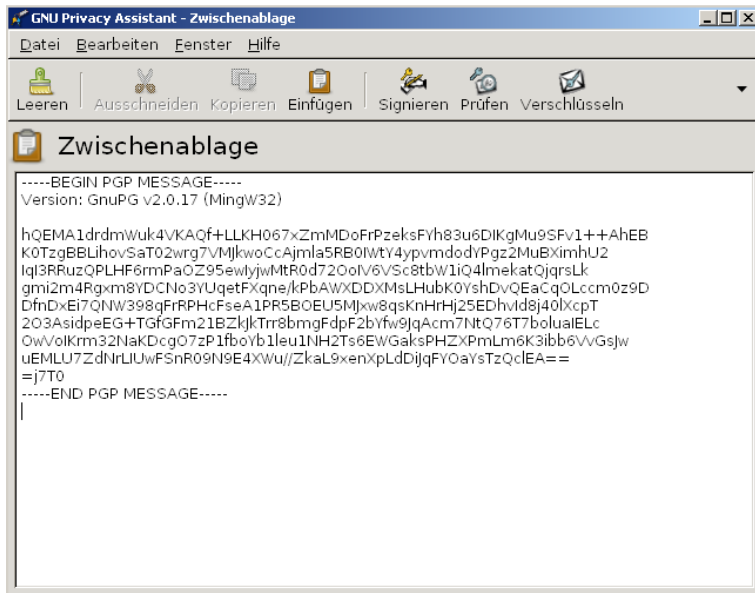 GNU Privacy Assistant - Zwischenablage
Datei Bearbeiten Fenster Hilfe
Leeren Ausschneiden Kopieren Einfügen Signieren Prüfen Verschlüsseln
Zwischenablage
-----BEGIN PGP MESSAGE-----
Version: GnuPG v2.0.17 (MingW32)
hQEMA1drdmWuk4VKAQf+LLKH067xZmMDoFrPzeksFYh83u6DIKgMu9SFv1++AhEB
K0TzgBBLihovSaT02wrg7VMJkwoCcAjmla5RB0IWtY4ypvmdodYPgz2MuBXimhU2
IqI3RRuzQPLHF6rmPaOZ95ewIyjwMtR0d72OoIV6VSc8tbW1iQ4lmekatQjqrsLk
gmi2m4Rgxm8YDCNo3YUqetFXqne/kPbAWXDDXMsLHubK0YshDvQEaCqOLccm0z9D
DfnDxEi7QNW398qFrRPHcFseA1PR5BOEU5MJxw8qsKnHrHj25EDhvId8j40lXcpT
2O3AsidpeEG+TGfGFm21BZkJkTrr8bmgFdpF2bYfw9JqAcm7NtQ76T7boluaIELc
OwVoIKrm32NaKDcgO7zP1fboYb1leu1NH2Ts6EWGaksPHZXPmLm6K3ibb6VvGsJw
uEMLU7ZdNrLIUwFSnR09N9E4XWu//ZkaL9xenXpLdDiJqFYOaYsTzQclEA==
=j7T0
-----END PGP MESSAGE-----